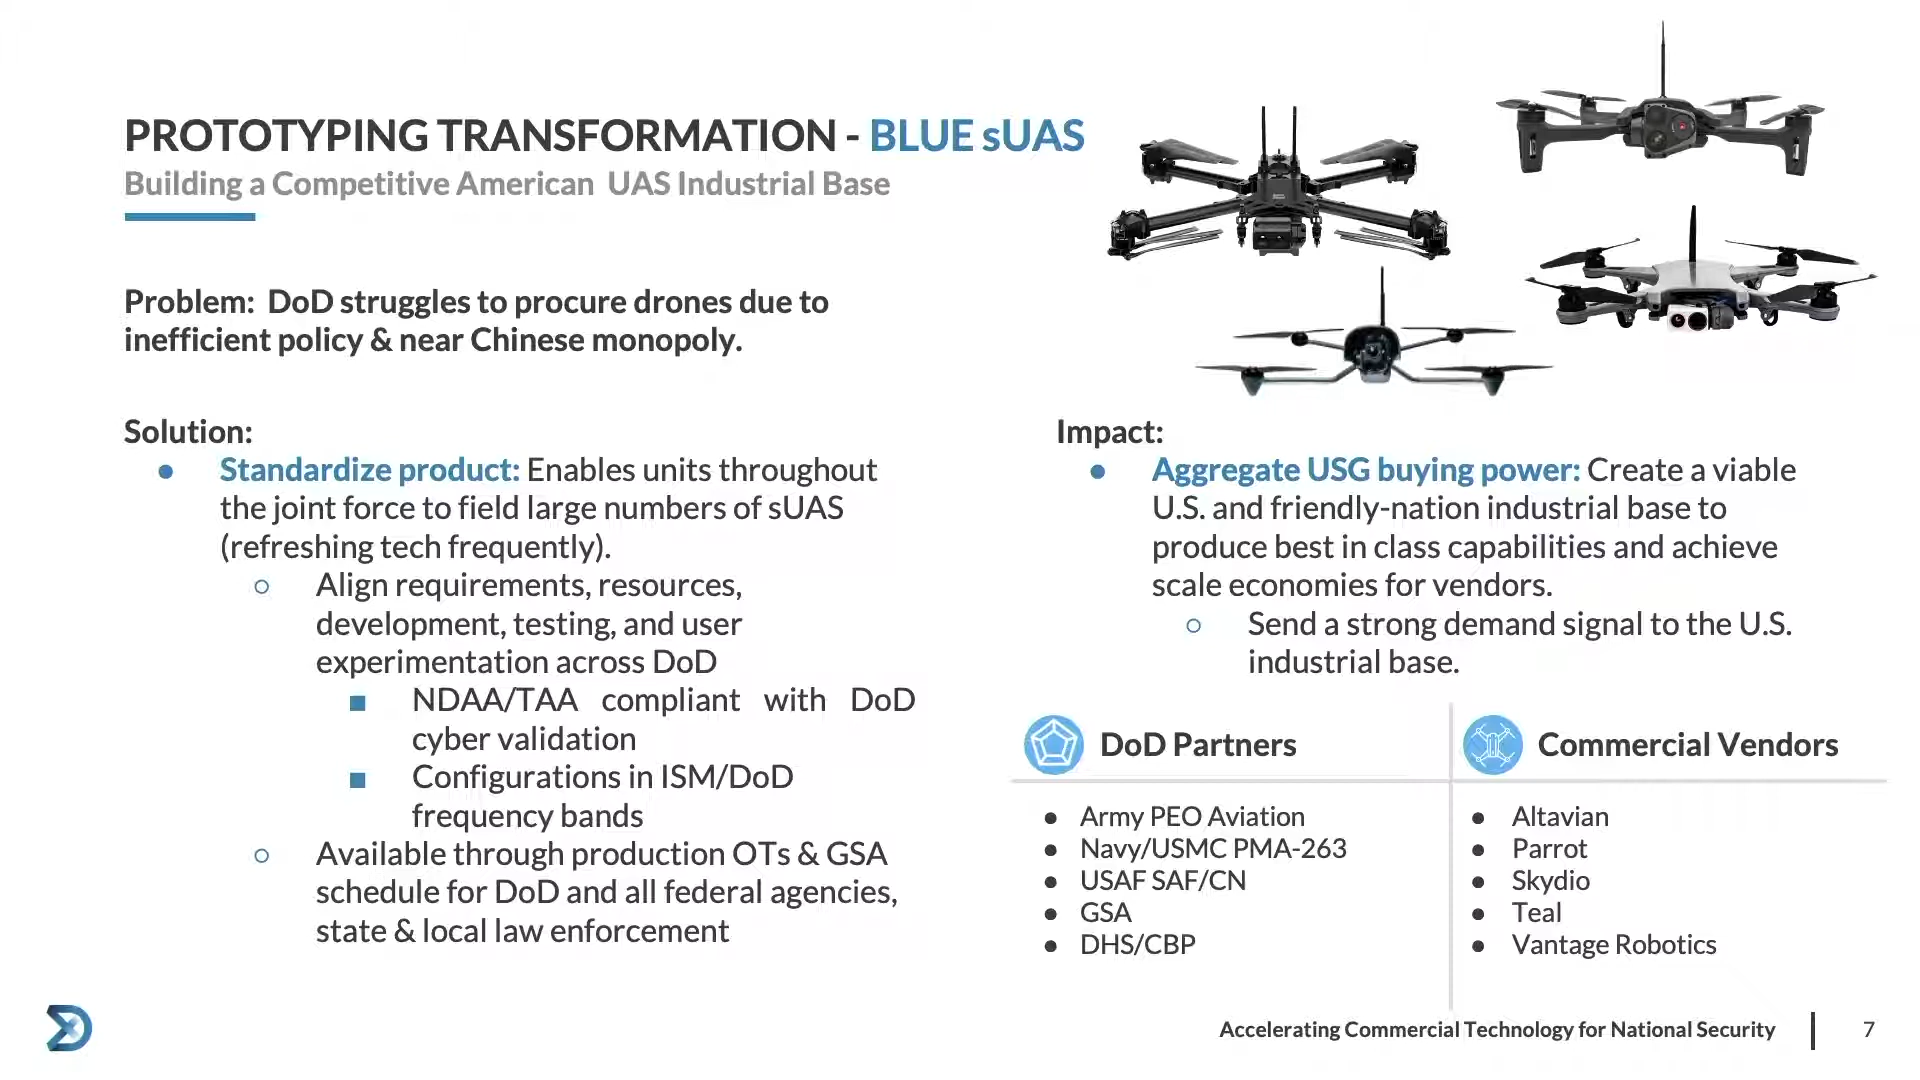 PROTOTYPING TRANSFORMATION - BLUE sUAS
Building a Competitive American UAS Industrial Base
Problem: DoD struggles to procure drones due to
inefficient policy & near Chinese monopoly.
Solution:
● Standardize product: Enables units throughout
the joint force to field large numbers of sUAS
(refreshing tech frequently).
○ Align requirements, resources,
development, testing, and user
experimentation across DoD
■ NDAA/TAA compliant with DoD
cyber validation
■ Configurations in ISM/DoD
frequency bands
○ Available through production OTs & GSA
schedule for DoD and all federal agencies,
state & local law enforcement
Impact:
● Aggregate USG buying power: Create a viable
U.S. and friendly-nation industrial base to
produce best in class capabilities and achieve
scale economies for vendors.
○ Send a strong demand signal to the U.S.
industrial base.
DoD Partners
● Army PEO Aviation
● Navy/USMC PMA-263
● USAF SAF/CN
● GSA
● DHS/CBP
Commercial Vendors
● Altavian
● Parrot
● Skydio
● Teal
● Vantage Robotics
Accelerating Commercial Technology for National Security
7